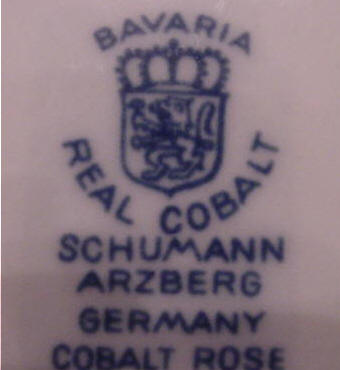 BAVARIA
REAL COBALT
SCHUMANN
ARZBERG
GERMANY
COBALT ROSE